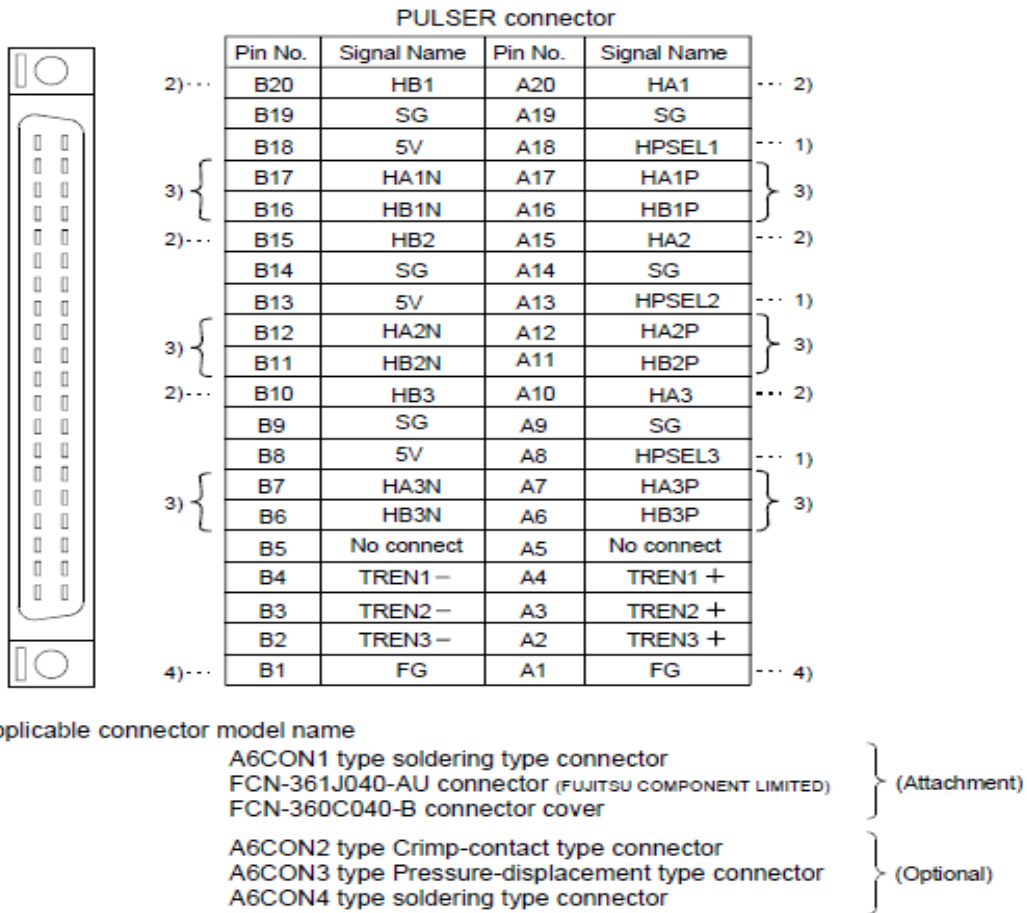 PULSER connector
Pin No. Signal Name Pin No. Signal Name
2)--- B20 HB1 A20 HA1 --- 2)
B19 SG A19 SG
B18 5V A18 HPSEL1 --- 1)
3) B17 HA1N A17 HA1P 3)
B16 HB1N A16 HB1P
2)--- B15 HB2 A15 HA2 --- 2)
B14 SG A14 SG
B13 5V A13 HPSEL2 --- 1)
3) B12 HA2N A12 HA2P 3)
B11 HB2N A11 HB2P
2)--- B10 HB3 A10 HA3 --- 2)
B9 SG A9 SG
B8 5V A8 HPSEL3 --- 1)
3) B7 HA3N A7 HA3P 3)
B6 HB3N A6 HB3P
B5 No connect A5 No connect
B4 TREN1− A4 TREN1 +
B3 TREN2− A3 TREN2 +
B2 TREN3− A2 TREN3 +
4)--- B1 FG A1 FG --- 4)
pplicable connector model name
A6CON1 type soldering type connector
FCN-361J040-AU connector (FUJITSU COMPONENT LIMITED) (Attachment)
FCN-360C040-B connector cover
A6CON2 type Crimp-contact type connector
A6CON3 type Pressure-displacement type connector (Optional)
A6CON4 type soldering type connector